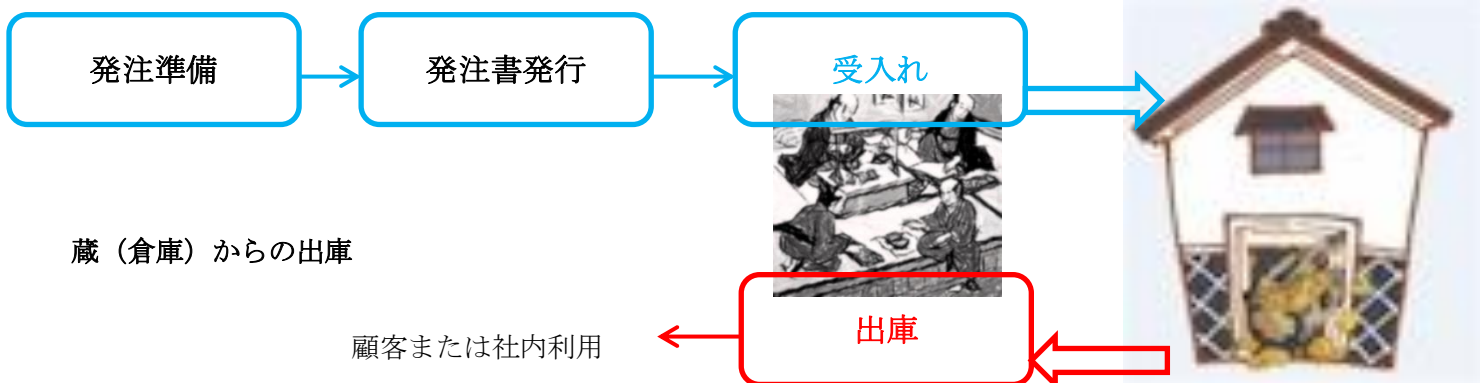 発注準備
発注書発行
受入れ
蔵（倉庫）からの出庫
出庫
顧客または社内利用